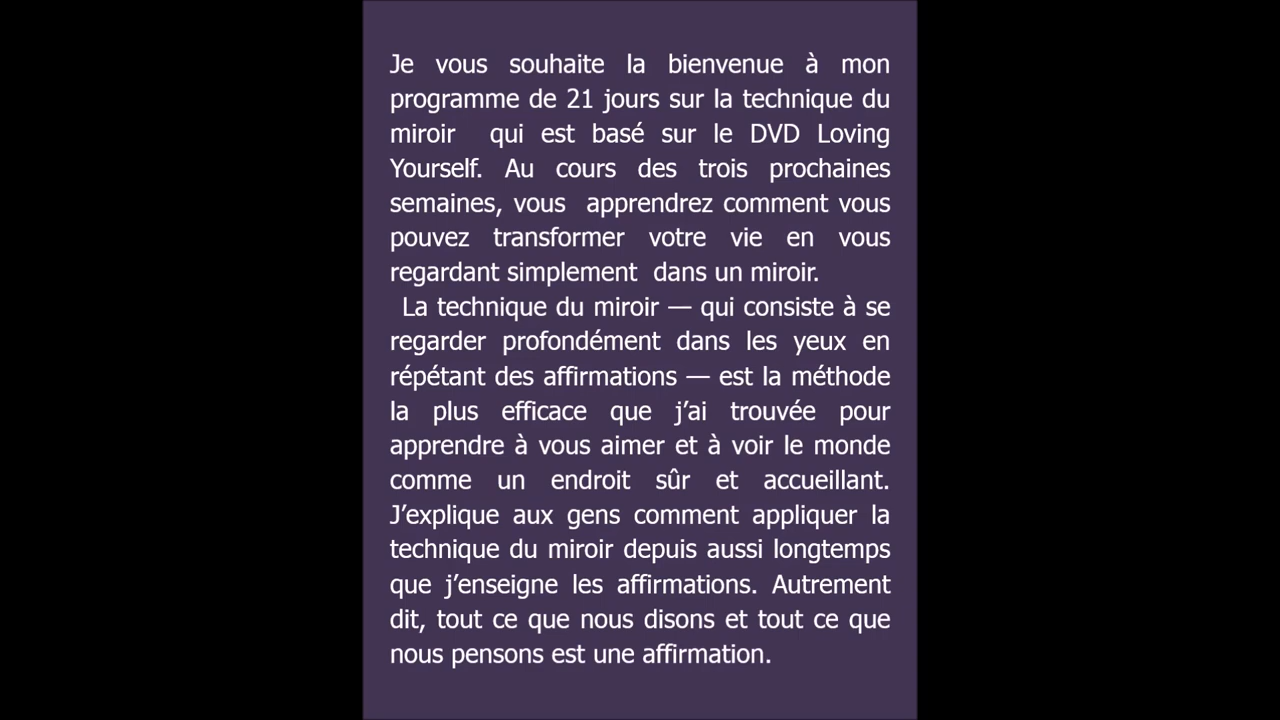 Je vous souhaite la bienvenue à mon
programme de 21 jours sur la technique du
miroir qui est basé sur le DVD Loving
Yourself. Au cours des trois prochaines
semaines, vous apprendrez comment vous
pouvez transformer votre vie en vous
regardant simplement dans un miroir.
La technique du miroir — qui consiste à se
regarder profondément dans les yeux en
répétant des affirmations — est la méthode
la plus efficace que j’ai trouvée pour
apprendre à vous aimer et à voir le monde
comme un endroit sûr et accueillant.
J’explique aux gens comment appliquer la
technique du miroir depuis aussi longtemps
que j’enseigne les affirmations. Autrement
dit, tout ce que nous disons et tout ce que
nous pensons est une affirmation.